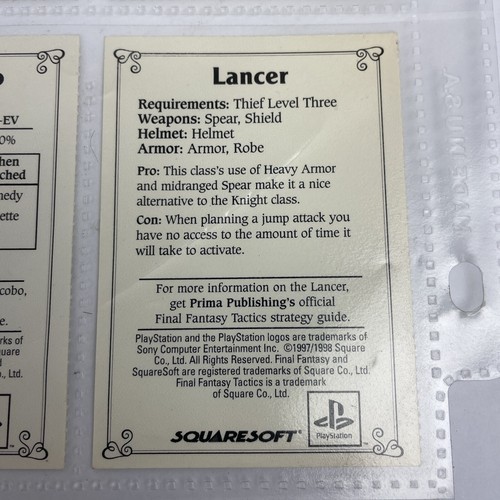 Lancer
Requirements: Thief Level Three
Weapons: Spear, Shield
Helmet: Helmet
Armor: Armor, Robe
Pro: This class's use of Heavy Armor
and midranged Spear make it a nice
alternative to the Knight class.
Con: When planning a jump attack you
have no access to the amount of time it
will take to activate.
For more information on the Lancer,
get Prima Publishing's official
Final Fantasy Tactics strategy guide.
PlayStation and the PlayStation logos are trademarks of
Sony Computer Entertainment Inc. ©1997/1998 Square
Co., Ltd. All Rights Reserved. Final Fantasy and
SquareSoft are registered trademarks of Square Co., Ltd.
Final Fantasy Tactics is a trademark
of Square Co., Ltd.
SQUARESOFT®
PlayStation
-EV
0%
hen
ched
nedy
ette
cobo,
e.
rks of
quare
d
o., Ltd.